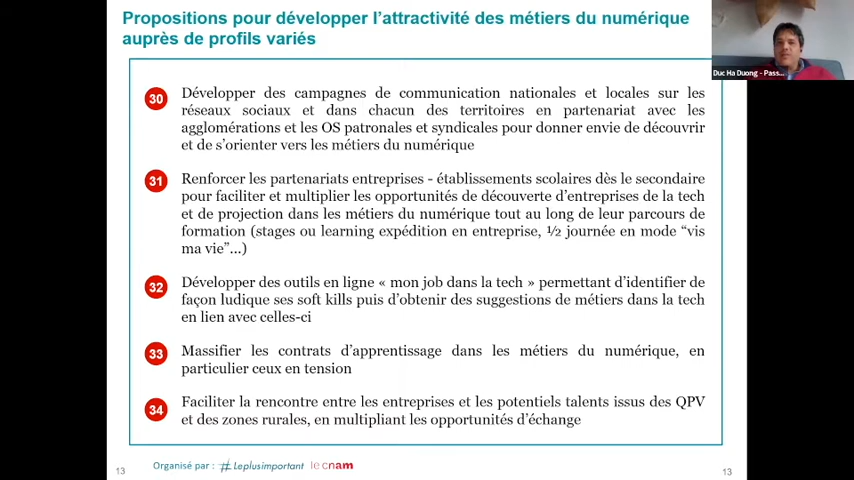 Propositions pour développer l'attractivité des métiers du numérique
auprès de profils variés
Duc Ha Duong - Pass...
30 Développer des campagnes de communication nationales et locales sur les
réseaux sociaux et dans chacun des territoires en partenariat avec les
agglomérations et les OS patronales et syndicales pour donner envie de découvrir
et de s'orienter vers les métiers du numérique
31 Renforcer les partenariats entreprises - établissements scolaires dès le secondaire
pour faciliter et multiplier les opportunités de découverte d'entreprises de la tech
et de projection dans les métiers du numérique tout au long de leur parcours de
formation (stages ou learning expédition en entreprise, ½ journée en mode "vis
ma vie"...)
32 Développer des outils en ligne « mon job dans la tech » permettant d'identifier de
façon ludique ses soft kills puis d'obtenir des suggestions de métiers dans la tech
en lien avec celles-ci
33 Massifier les contrats d'apprentissage dans les métiers du numérique, en
particulier ceux en tension
34 Faciliter la rencontre entre les entreprises et les potentiels talents issus des QPV
et des zones rurales, en multipliant les opportunités d'échange
13 Organisé par : #Leplusimportant le cnam 13